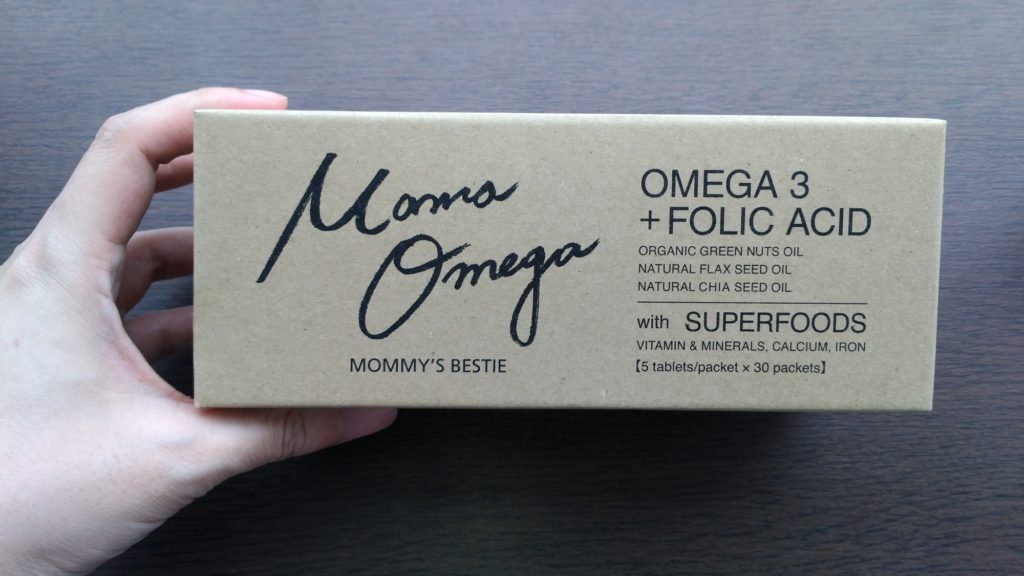 Mama
Omega
MOMMY'S BESTIE
OMEGA 3
+ FOLIC ACID
ORGANIC GREEN NUTS OIL
NATURAL FLAX SEED OIL
NATURAL CHIA SEED OIL
with SUPERFOODS
VITAMIN & MINERALS, CALCIUM, IRON
【5 tablets/packet × 30 packets】